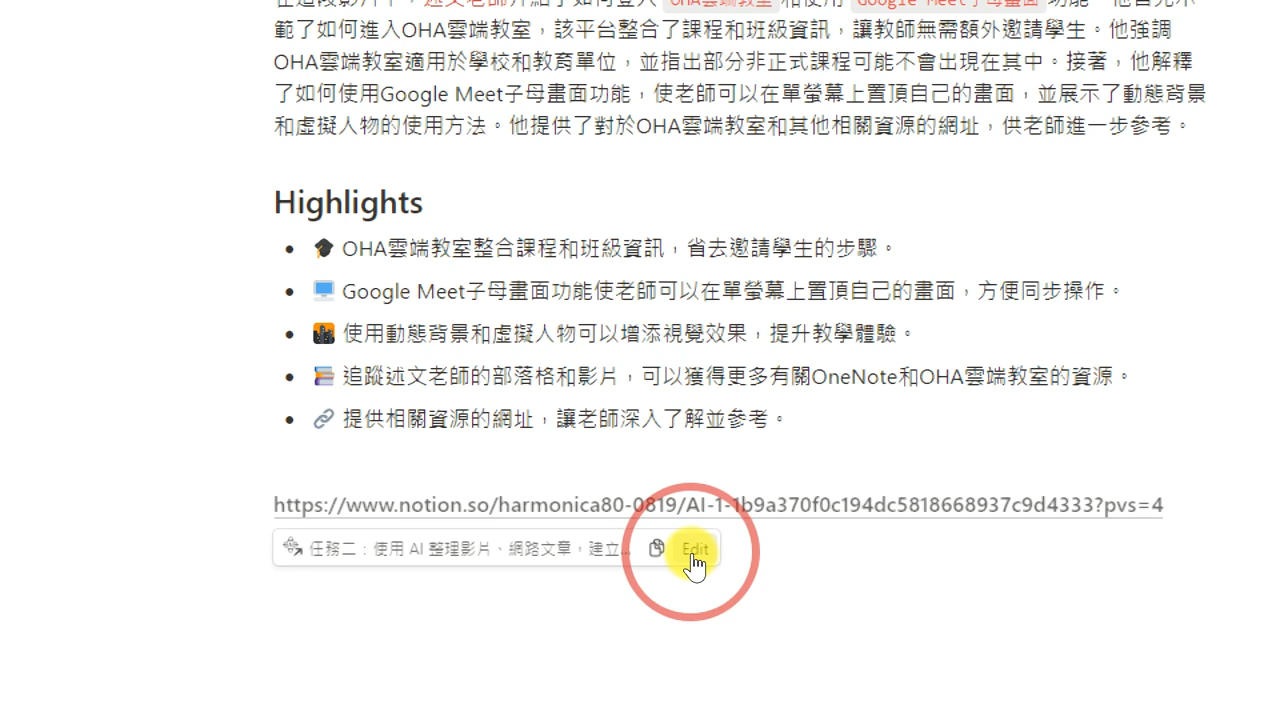 範了如何進入OHA雲端教室，該平台整合了課程和班級資訊，讓教師無需額外邀請學生。他強調
OHA雲端教室適用於學校和教育單位，並指出部分非正式課程可能不會出現在其中。接著，他解釋
了如何使用Google Meet子母畫面功能，使老師可以在單螢幕上置頂自己的畫面，並展示了動態背景
和虛擬人物的使用方法。他提供了對於OHA雲端教室和其他相關資源的網址，供老師進一步參考。
Highlights
• 🎓 OHA雲端教室整合課程和班級資訊，省去邀請學生的步驟。
• 🖥️ Google Meet子母畫面功能使老師可以在單螢幕上置頂自己的畫面，方便同步操作。
• 🌆 使用動態背景和虛擬人物可以增添視覺效果，提升教學體驗。
• 📚 追蹤述文老師的部落格和影片，可以獲得更多有關OneNote和OHA雲端教室的資源。
• 🔗 提供相關資源的網址，讓老師深入了解並參考。
https://www.notion.so/harmonica80-0819/AI-1-1b9a370f0c194dc5818668937c9d4333?pvs=4
任務二：使用 AI 整理影片、網路文章，建立... Edit